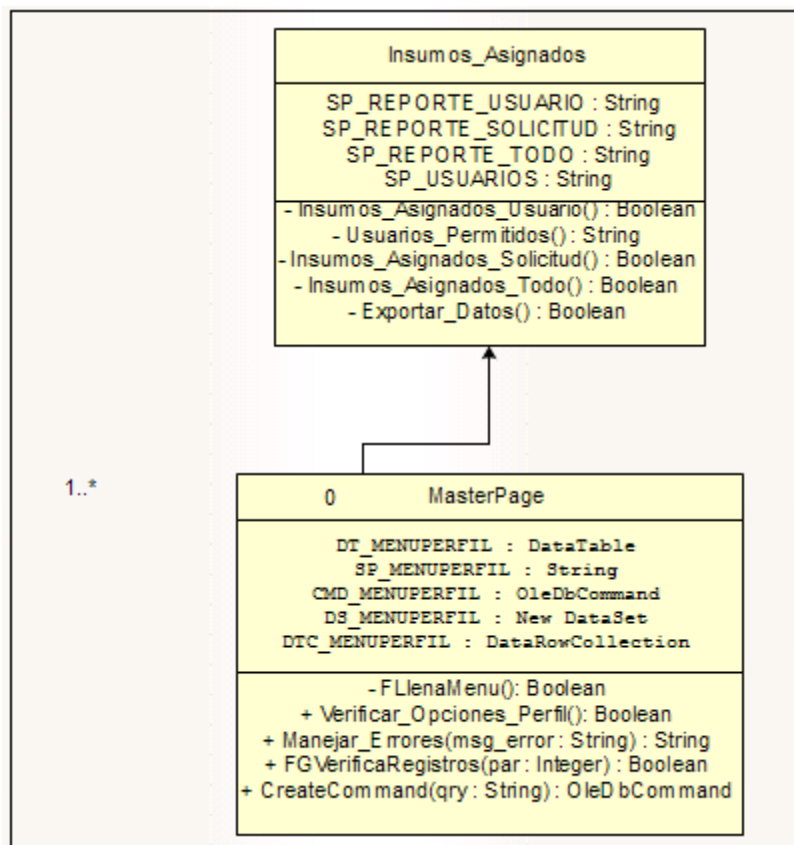 Insumos_Asignados
SP_REPORTE_USUARIO : String
SP_REPORTE_SOLICITUD : String
SP_REPORTE_TODO : String
SP_USUARIOS : String
- Insumos_Asignados_Usuario() : Boolean
- Usuarios_Permitidos() : String
- Insumos_Asignados_Solicitud() : Boolean
- Insumos_Asignados_Todo() : Boolean
- Exportar_Datos() : Boolean
1..*
0 MasterPage
DT_MENUPERFIL : DataTable
SP_MENUPERFIL : String
CMD_MENUPERFIL : OleDbCommand
DS_MENUPERFIL : New DataSet
DTC_MENUPERFIL : DataRowCollection
- FLlenaMenu(): Boolean
+ Verificar_Opciones_Perfil(): Boolean
+ Manejar_Errores(msg_error : String) : String
+ FGVerificaRegistros(par : Integer) : Boolean
+ CreateCommand(qry : String) : OleDbCommand